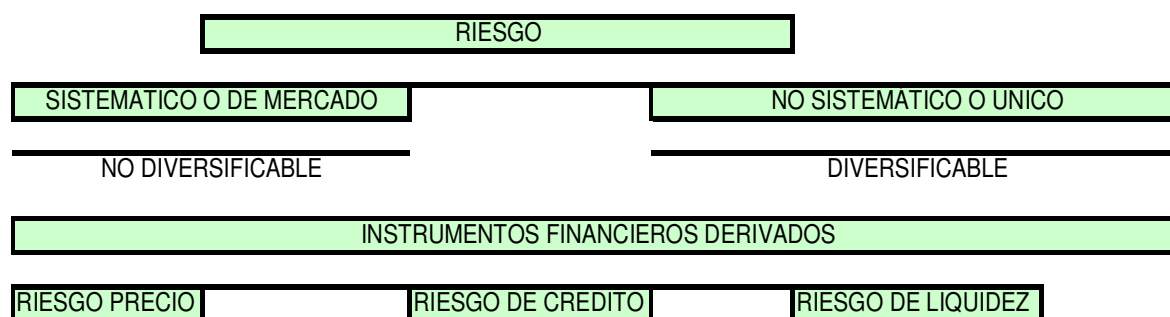 RIESGO
SISTEMATICO O DE MERCADO NO SISTEMATICO O UNICO
NO DIVERSIFICABLE DIVERSIFICABLE
INSTRUMENTOS FINANCIEROS DERIVADOS
RIESGO PRECIO RIESGO DE CREDITO RIESGO DE LIQUIDEZ